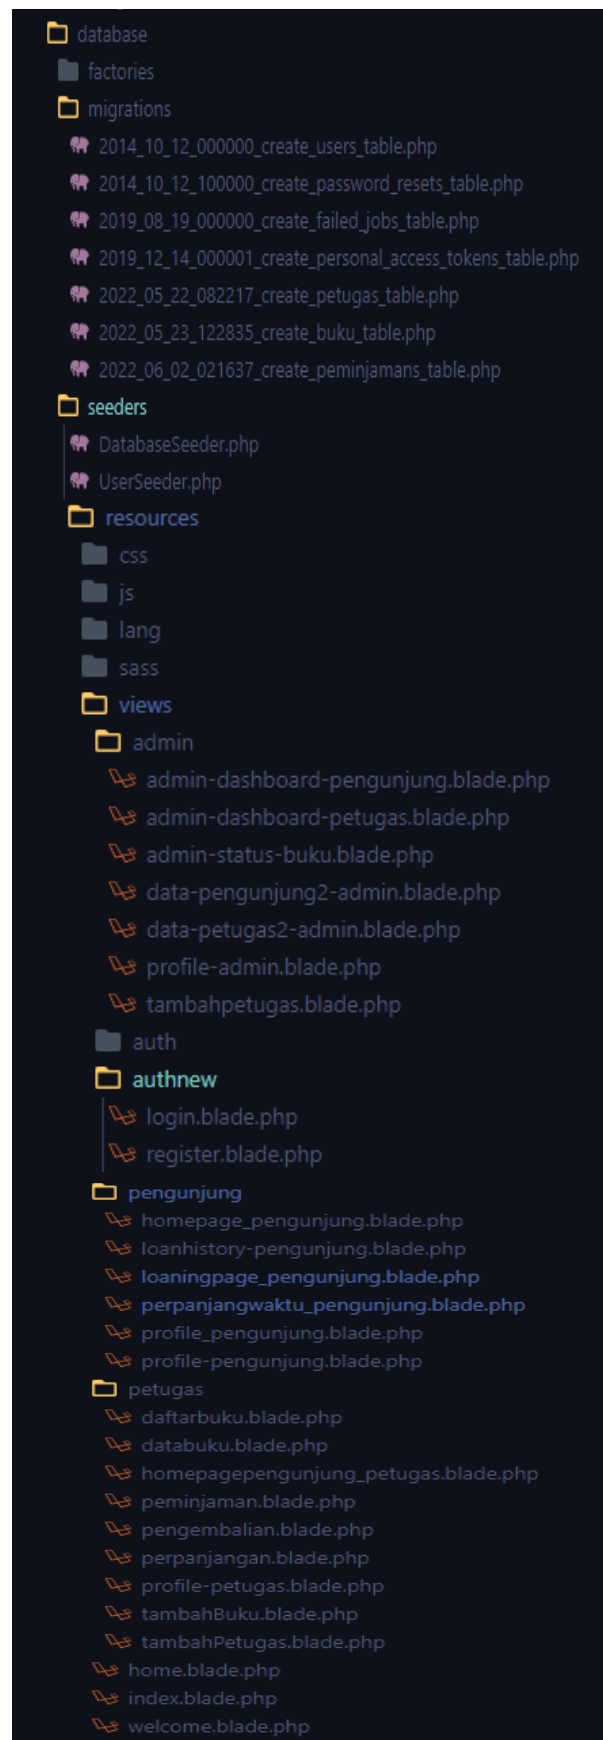 database
factories
migrations
2014_10_12_000000_create_users_table.php
2014_10_12_100000_create_password_resets_table.php
2019_08_19_000000_create_failed_jobs_table.php
2019_12_14_000001_create_personal_access_tokens_table.php
2022_05_22_082217_create_petugas_table.php
2022_05_23_122835_create_buku_table.php
2022_06_02_021637_create_peminjamans_table.php
seeders
DatabaseSeeder.php
UserSeeder.php
resources
css
js
lang
sass
views
admin
admin-dashboard-pengunjung.blade.php
admin-dashboard-petugas.blade.php
admin-status-buku.blade.php
data-pengunjung2-admin.blade.php
data-petugas2-admin.blade.php
profile-admin.blade.php
tambahpetugas.blade.php
auth
authnew
login.blade.php
register.blade.php
pengunjung
homepage_pengunjung.blade.php
loanhistory-pengunjung.blade.php
loaningpage_pengunjung.blade.php
perpanjangwaktu_pengunjung.blade.php
profile_pengunjung.blade.php
profile-pengunjung.blade.php
petugas
daftarbuku.blade.php
databuku.blade.php
homepagepengunjung_petugas.blade.php
peminjaman.blade.php
pengembalian.blade.php
perpanjangan.blade.php
profile-petugas.blade.php
tambahBuku.blade.php
tambahPetugas.blade.php
home.blade.php
index.blade.php
welcome.blade.php